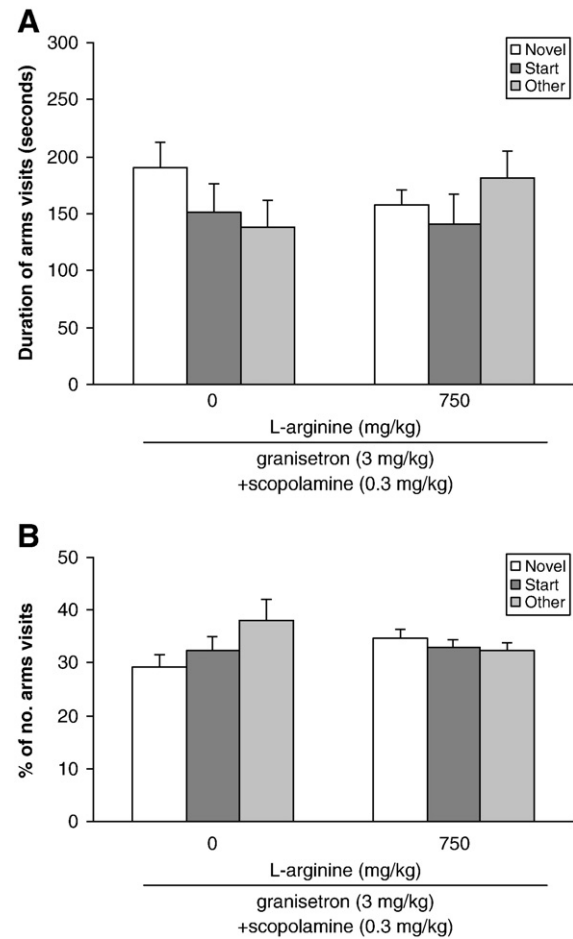 A
Duration of arms visits (seconds)
300
250
200
150
100
50
0
Novel
Start
Other
0 750
L-arginine (mg/kg)
granisetron (3 mg/kg)
+scopolamine (0.3 mg/kg)
B
% of no. arms visits
50
40
30
20
10
0
Novel
Start
Other
0 750
L-arginine (mg/kg)
granisetron (3 mg/kg)
+scopolamine (0.3 mg/kg)